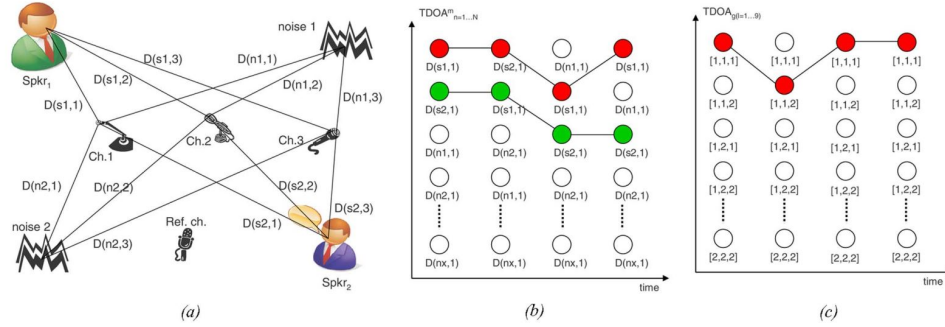 Spkr1
noise 1
D(s1,3)
D(s1,2)
D(s1,1)
D(n1,1)
D(n1,2)
D(n1,3)
Ch.1
Ch.2
Ch.3
D(n2,1)
D(n2,2)
D(s2,2)
D(s2,3)
D(s2,1)
noise 2
D(n2,3)
Ref. ch.
Spkr2
(a)
TDOA^m n=1...N
D(s1,1) D(s2,1) D(n1,1) D(s1,1)
D(s2,1) D(s1,1) D(s1,1) D(n1,1)
D(n1,1) D(n2,1) D(s2,1) D(s2,1)
D(n2,1) D(n1,1) D(n2,1) D(n2,1)
D(nx,1) D(nx,1) D(nx,1) D(nx,1)
time
(b)
TDOA g(l=1...9)
[1,1,1] [1,1,1] [1,1,1] [1,1,1]
[1,1,2] [1,1,2] [1,1,2] [1,1,2]
[1,2,1] [1,2,1] [1,2,1] [1,2,1]
[1,2,2] [1,2,2] [1,2,2] [1,2,2]
[2,2,2] [2,2,2] [2,2,2] [2,2,2]
time
(c)